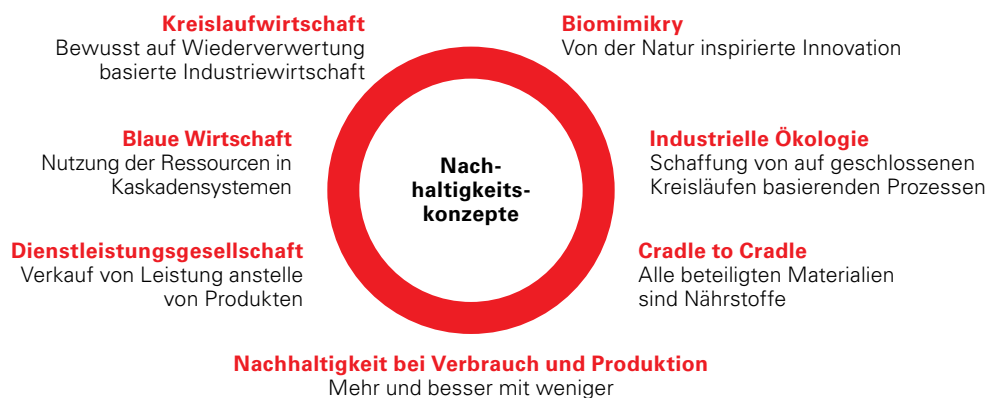 Kreislaufwirtschaft
Bewusst auf Wiederverwertung
basierte Industriewirtschaft
Biomimikry
Von der Natur inspirierte Innovation
Blaue Wirtschaft
Nutzung der Ressourcen in
Kaskadensystemen
Nach-
haltigkeits-
konzepte
Industrielle Ökologie
Schaffung von auf geschlossenen
Kreisläufen basierenden Prozessen
Dienstleistungsgesellschaft
Verkauf von Leistung anstelle
von Produkten
Cradle to Cradle
Alle beteiligten Materialien
sind Nährstoffe
Nachhaltigkeit bei Verbrauch und Produktion
Mehr und besser mit weniger